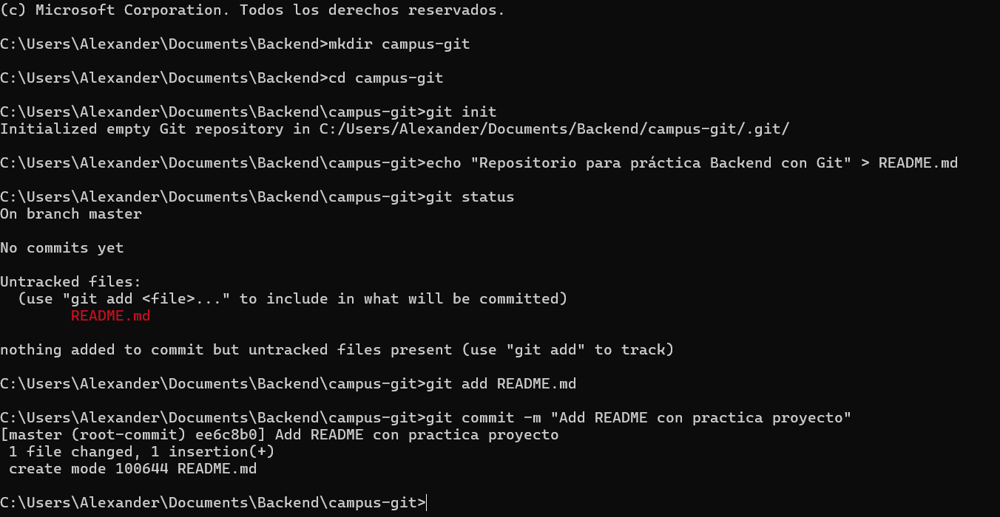 (c) Microsoft Corporation. Todos los derechos reservados.
C:\Users\Alexander\Documents\Backend>mkdir campus-git
C:\Users\Alexander\Documents\Backend>cd campus-git
C:\Users\Alexander\Documents\Backend\campus-git>git init
Initialized empty Git repository in C:/Users/Alexander/Documents/Backend/campus-git/.git/
C:\Users\Alexander\Documents\Backend\campus-git>echo "Repositorio para práctica Backend con Git" > README.md
C:\Users\Alexander\Documents\Backend\campus-git>git status
On branch master
No commits yet
Untracked files:
  (use "git add <file>..." to include in what will be committed)
        README.md
nothing added to commit but untracked files present (use "git add" to track)
C:\Users\Alexander\Documents\Backend\campus-git>git add README.md
C:\Users\Alexander\Documents\Backend\campus-git>git commit -m "Add README con practica proyecto"
[master (root-commit) ee6c8b0] Add README con practica proyecto
 1 file changed, 1 insertion(+)
 create mode 100644 README.md
C:\Users\Alexander\Documents\Backend\campus-git>